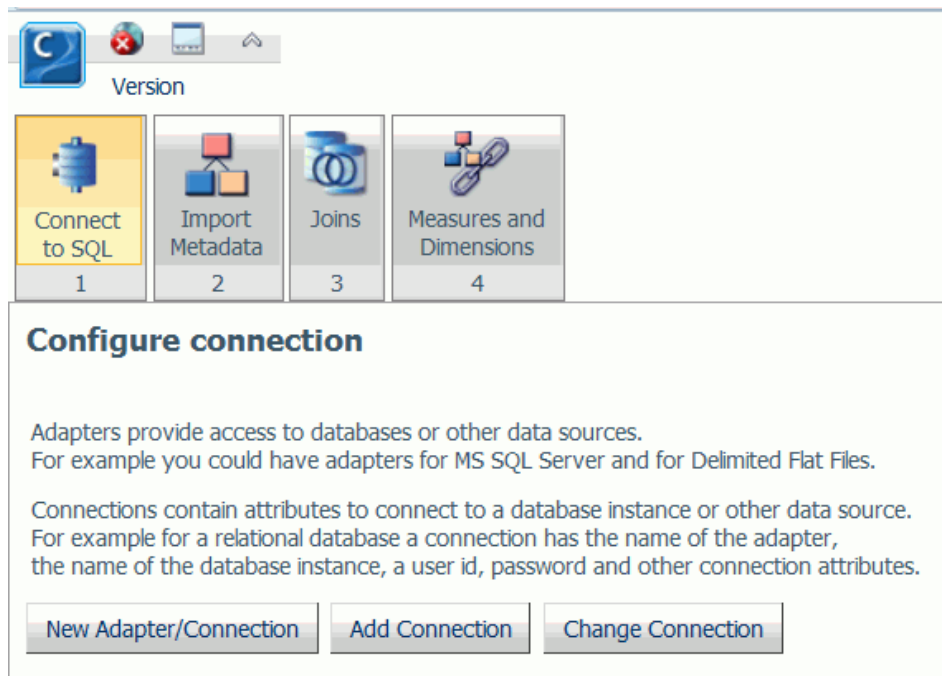 C
Version
Connect
to SQL
1
Import
Metadata
2
Joins
3
Measures and
Dimensions
4
Configure connection
Adapters provide access to databases or other data sources.
For example you could have adapters for MS SQL Server and for Delimited Flat Files.
Connections contain attributes to connect to a database instance or other data source.
For example for a relational database a connection has the name of the adapter,
the name of the database instance, a user id, password and other connection attributes.
New Adapter/Connection
Add Connection
Change Connection